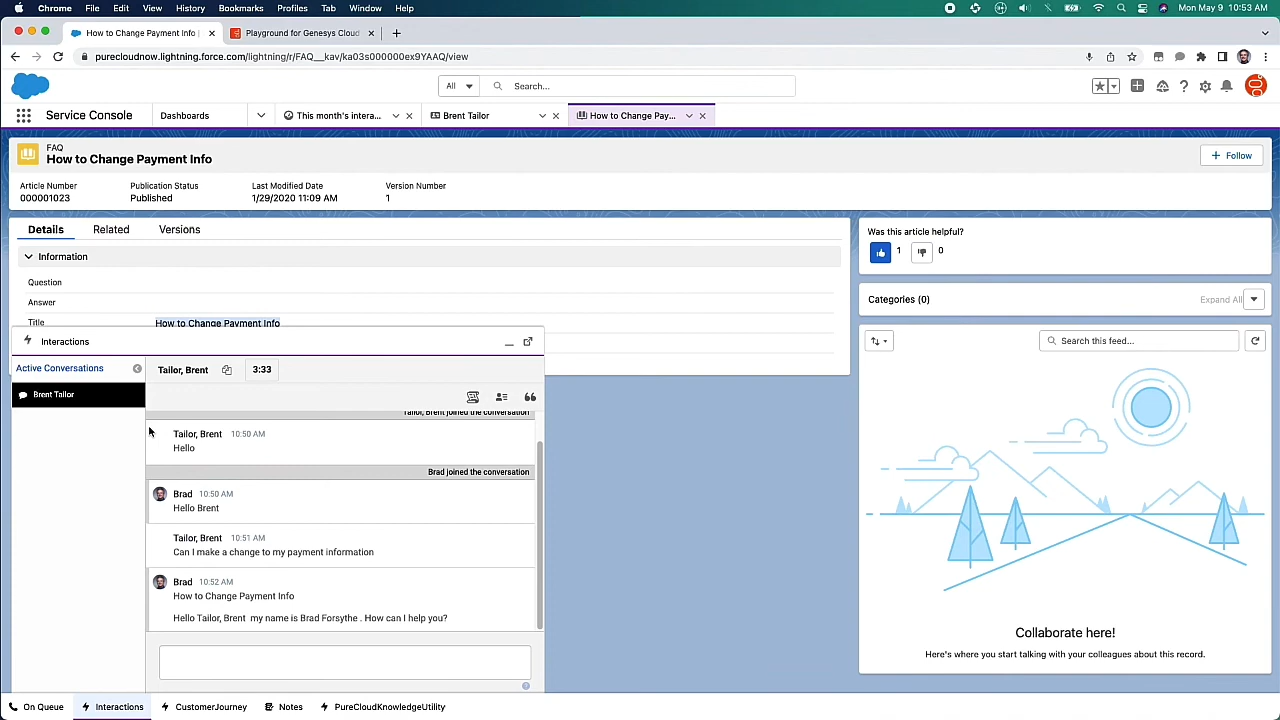 Chrome File Edit View History Bookmarks Profiles Tab Window Help Mon May 9 10:53 AM
How to Change Payment Info | Playground for Genesys Cloud
purecloudnow.lightning.force.com/lightning/r/FAQ__kav/ka03s000000ex9YAAQ/view
All Search...
Service Console Dashboards This month's intera... Brent Tailor How to Change Pay...
FAQ
How to Change Payment Info
Follow
Article Number Publication Status Last Modified Date Version Number
000001023 Published 1/29/2020 11:09 AM 1
Details Related Versions
Information
Question
Answer
Title How to Change Payment Info
Was this article helpful?
1 0
Categories (0) Expand All
Search this feed...
Collaborate here!
Here's where you start talking with your colleagues about this record.
Interactions
Active Conversations
Brent Tailor
Tailor, Brent 3:33
Tailor, Brent joined the conversation
Tailor, Brent 10:50 AM
Hello
Brad joined the conversation
Brad 10:50 AM
Hello Brent
Tailor, Brent 10:51 AM
Can I make a change to my payment information
Brad 10:52 AM
How to Change Payment Info
Hello Tailor, Brent my name is Brad Forsythe . How can I help you?
On Queue Interactions CustomerJourney Notes PureCloudKnowledgeUtility